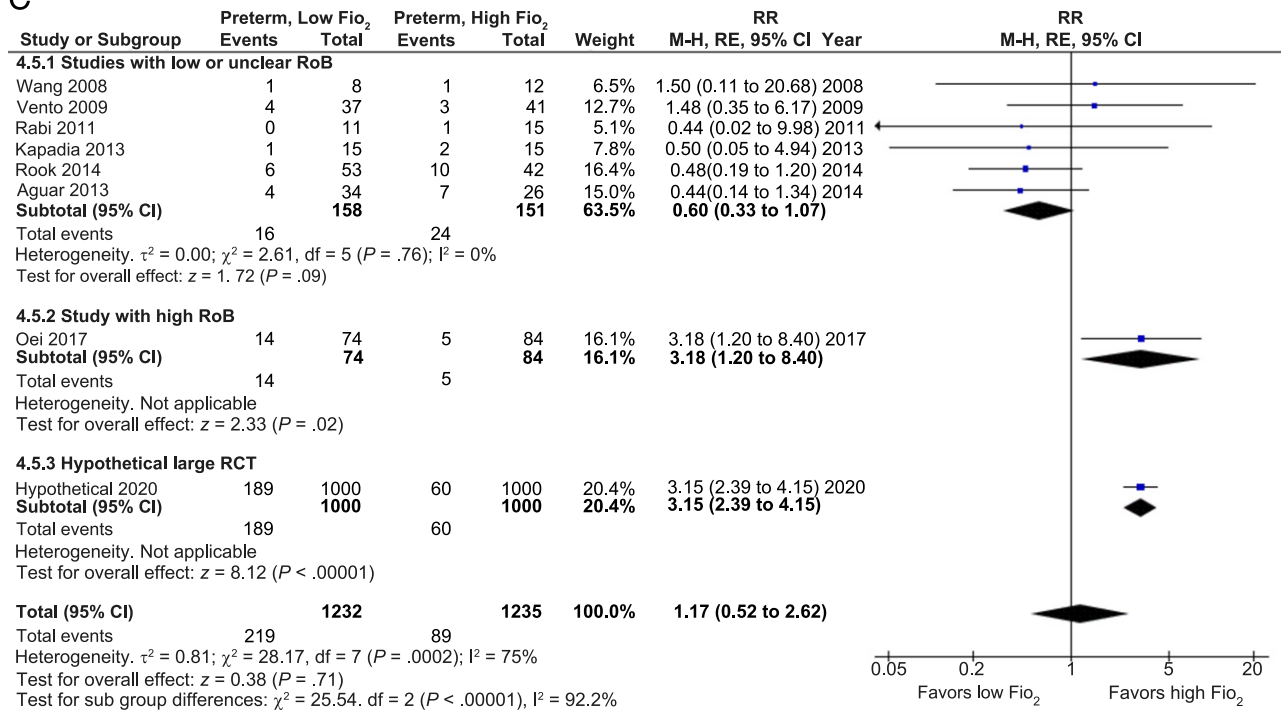 C
Preterm, Low Fio2 Preterm, High Fio2 RR RR
Study or Subgroup Events Total Events Total Weight M-H, RE, 95% CI Year M-H, RE, 95% CI
4.5.1 Studies with low or unclear RoB
Wang 2008 1 8 1 12 6.5% 1.50 (0.11 to 20.68) 2008
Vento 2009 4 37 3 41 12.7% 1.48 (0.35 to 6.17) 2009
Rabi 2011 0 11 1 15 5.1% 0.44 (0.02 to 9.98) 2011
Kapadia 2013 1 15 2 15 7.8% 0.50 (0.05 to 4.94) 2013
Rook 2014 6 53 10 42 16.4% 0.48(0.19 to 1.20) 2014
Aguar 2013 4 34 7 26 15.0% 0.44(0.14 to 1.34) 2014
Subtotal (95% CI) 158 151 63.5% 0.60 (0.33 to 1.07)
Total events 16 24
Heterogeneity. τ² = 0.00; χ² = 2.61, df = 5 (P = .76); I² = 0%
Test for overall effect: z = 1. 72 (P = .09)
4.5.2 Study with high RoB
Oei 2017 14 74 5 84 16.1% 3.18 (1.20 to 8.40) 2017
Subtotal (95% CI) 74 84 16.1% 3.18 (1.20 to 8.40)
Total events 14 5
Heterogeneity. Not applicable
Test for overall effect: z = 2.33 (P = .02)
4.5.3 Hypothetical large RCT
Hypothetical 2020 189 1000 60 1000 20.4% 3.15 (2.39 to 4.15) 2020
Subtotal (95% CI) 1000 1000 20.4% 3.15 (2.39 to 4.15)
Total events 189 60
Heterogeneity. Not applicable
Test for overall effect: z = 8.12 (P < .00001)
Total (95% CI) 1232 1235 100.0% 1.17 (0.52 to 2.62)
Total events 219 89
Heterogeneity. τ² = 0.81; χ² = 28.17, df = 7 (P = .0002); I² = 75%
Test for overall effect: z = 0.38 (P = .71)
Test for sub group differences: χ² = 25.54. df = 2 (P < .00001), I² = 92.2%
0.05 0.2 1 5 20
Favors low Fio2 Favors high Fio2